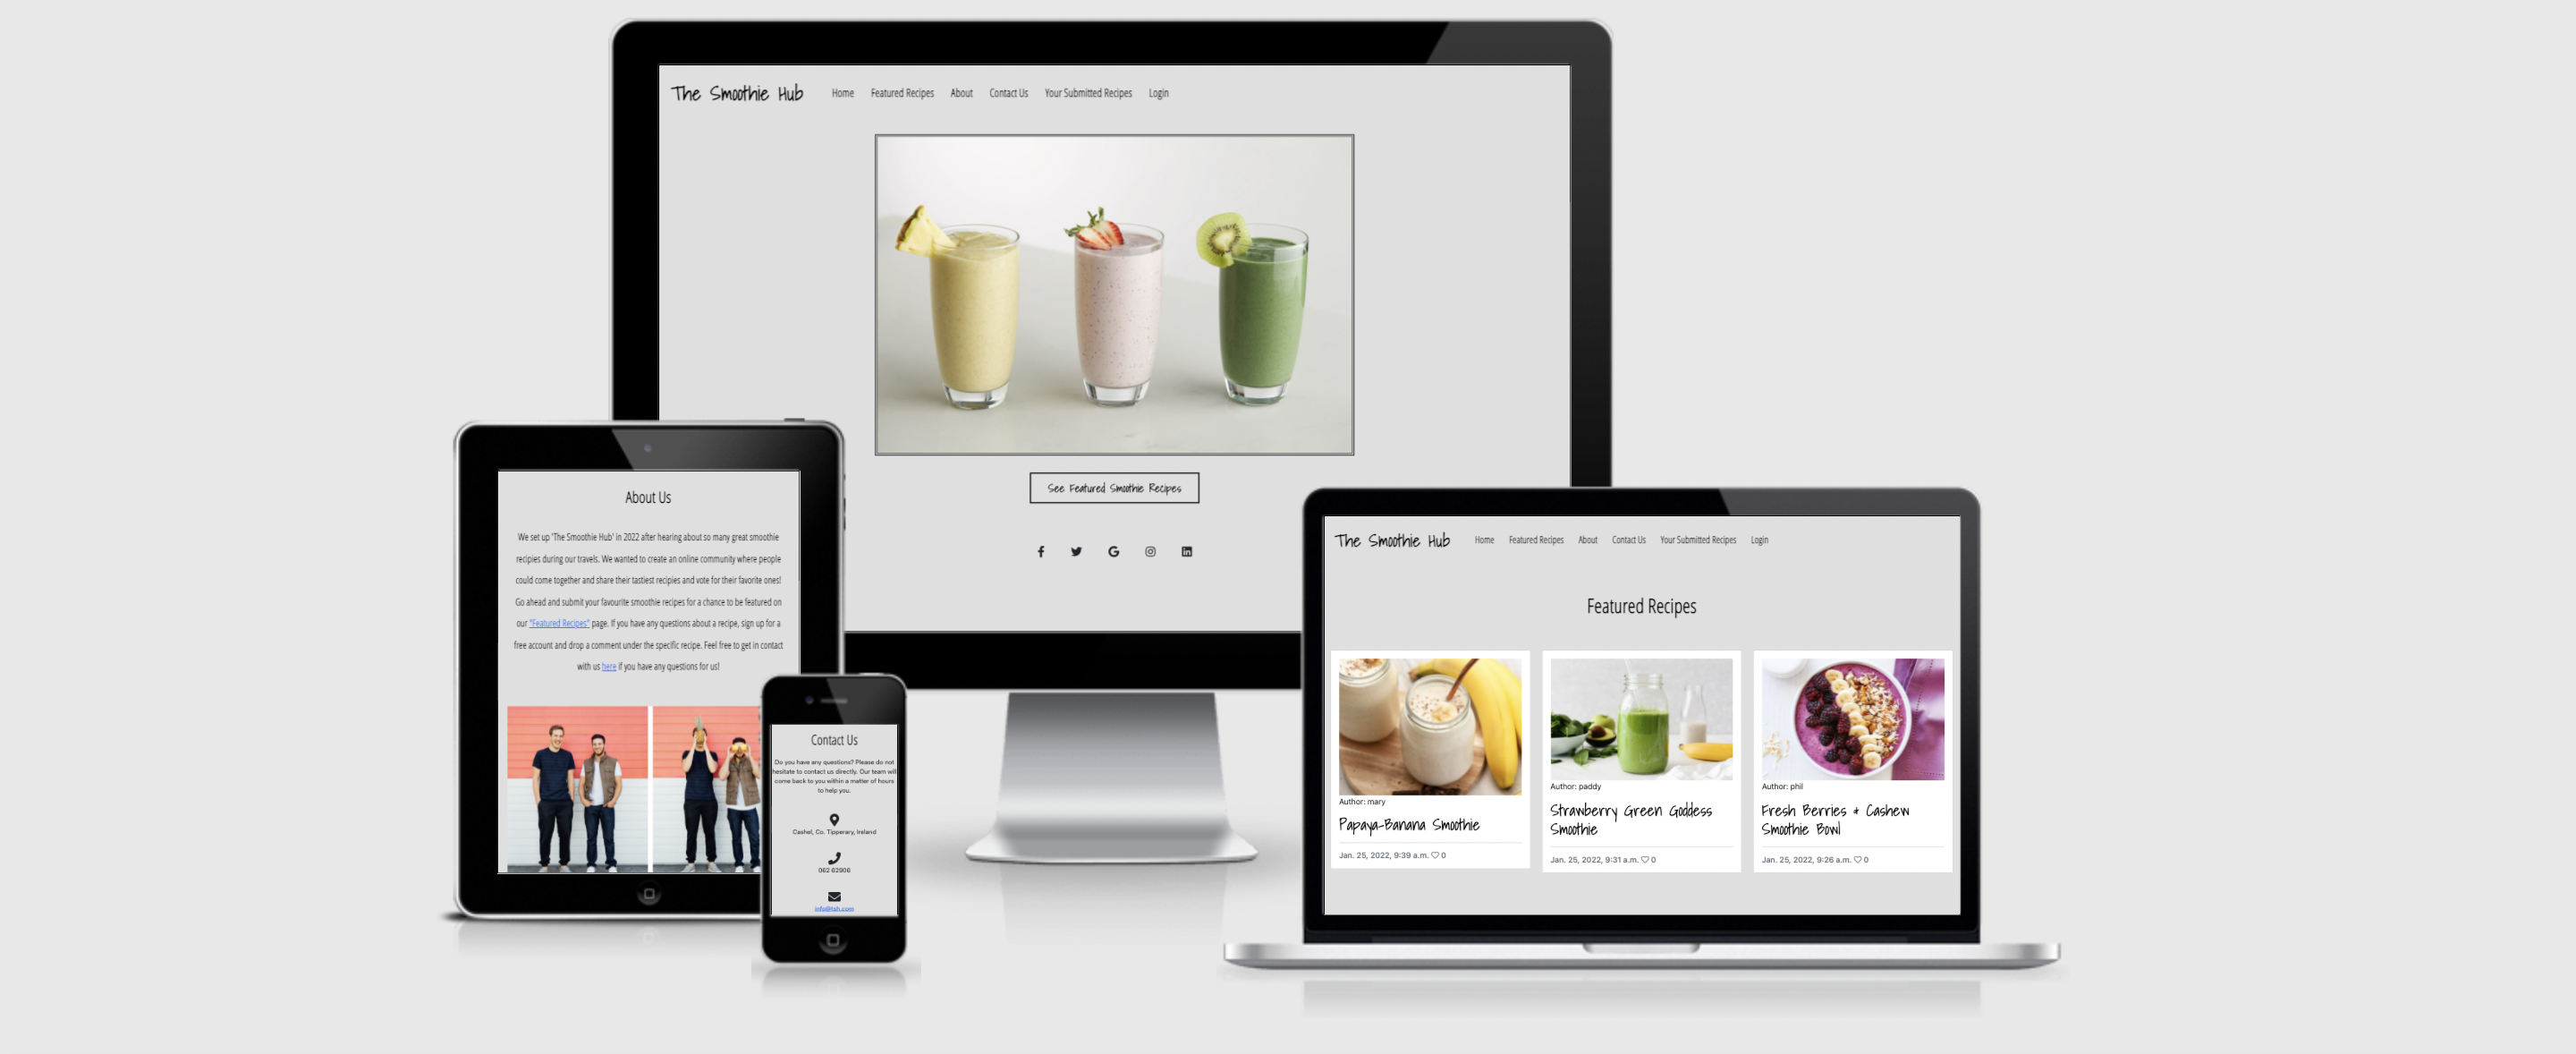 The Smoothie Hub
Home Featured Recipes About Contact Us Your Submitted Recipes Login
See Featured Smoothie Recipes
About Us
We set up 'The Smoothie Hub' in 2022 after hearing about so many great smoothie
recipies during our travels. We wanted to create an online community where people
could come together and share their tastiest recipies and vote for their favorite ones!
Go ahead and submit your favourite smoothie recipes for a chance to be featured on
our "Featured Recipes" page. If you have any questions about a recipe, sign up for a
free account and drop a comment under the specific recipe. Feel free to get in contact
with us here if you have any questions for us!
Contact Us
Do you have any questions? Please do not
hesitate to contact us directly. Our team will
come back to you within a matter of hours
to help you.
Cashel, Co. Tipperary, Ireland
062 62906
info@tsh.com
The Smoothie Hub
Home Featured Recipes About Contact Us Your Submitted Recipes Login
Featured Recipes
Author: mary
Papaya-Banana Smoothie
Jan. 25, 2022, 9:39 a.m. 0
Author: paddy
Strawberry Green Goddess
Smoothie
Jan. 25, 2022, 9:31 a.m. 0
Author: phil
Fresh Berries & Cashew
Smoothie Bowl
Jan. 25, 2022, 9:26 a.m. 0